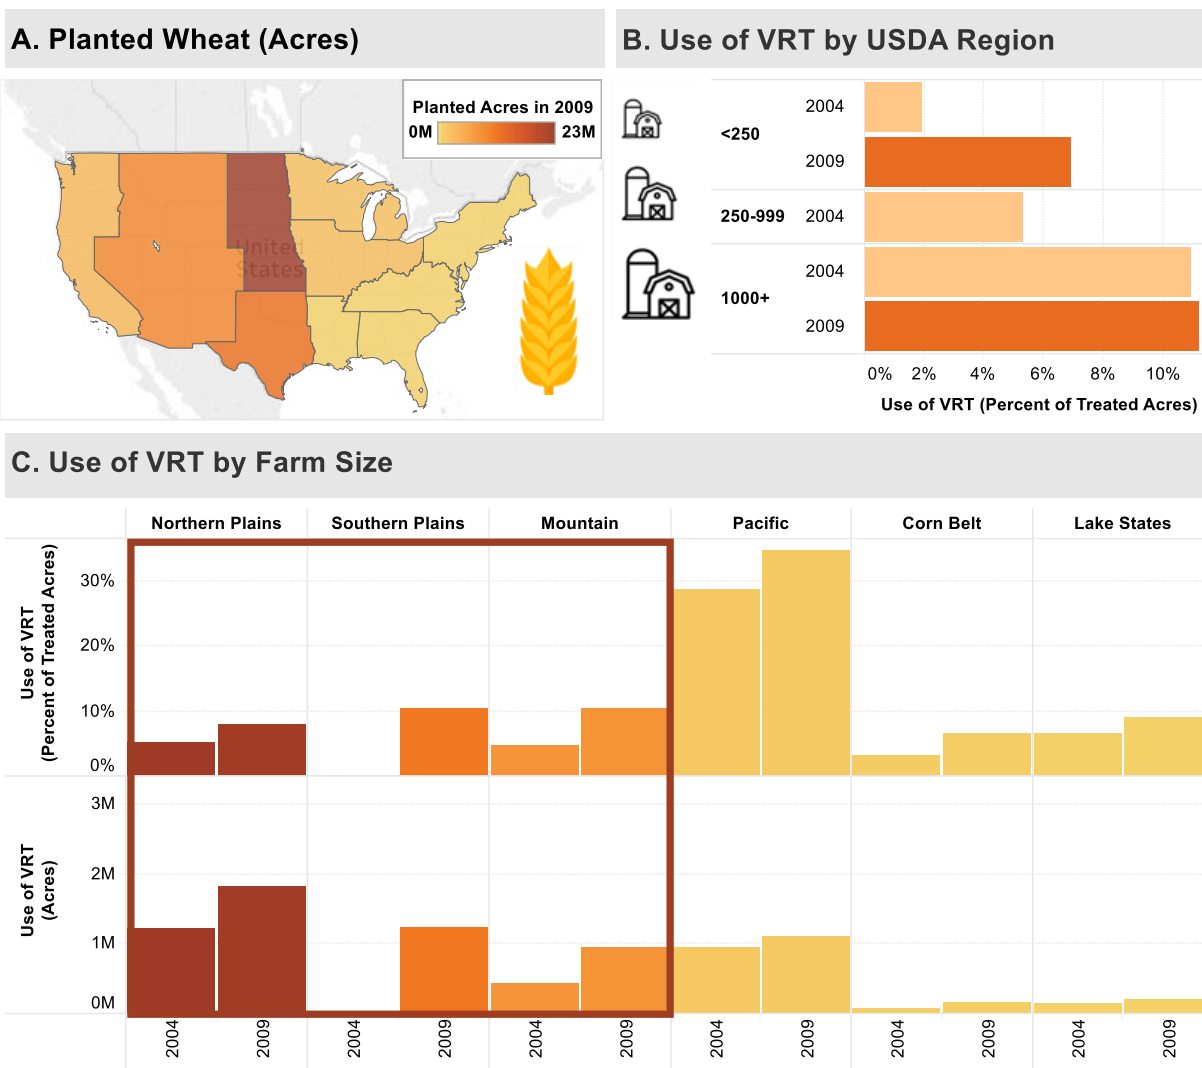 A. Planted Wheat (Acres)
B. Use of VRT by USDA Region
Planted Acres in 2009
0M 23M
United
States
<250
2004
2009
250-999
2004
1000+
2004
2009
0% 2% 4% 6% 8% 10%
Use of VRT (Percent of Treated Acres)
C. Use of VRT by Farm Size
Northern Plains Southern Plains Mountain Pacific Corn Belt Lake States
Use of VRT
(Percent of Treated Acres)
30%
20%
10%
0%
Use of VRT
(Acres)
3M
2M
1M
0M
2004 2009 2004 2009 2004 2009 2004 2009 2004 2009 2004 2009